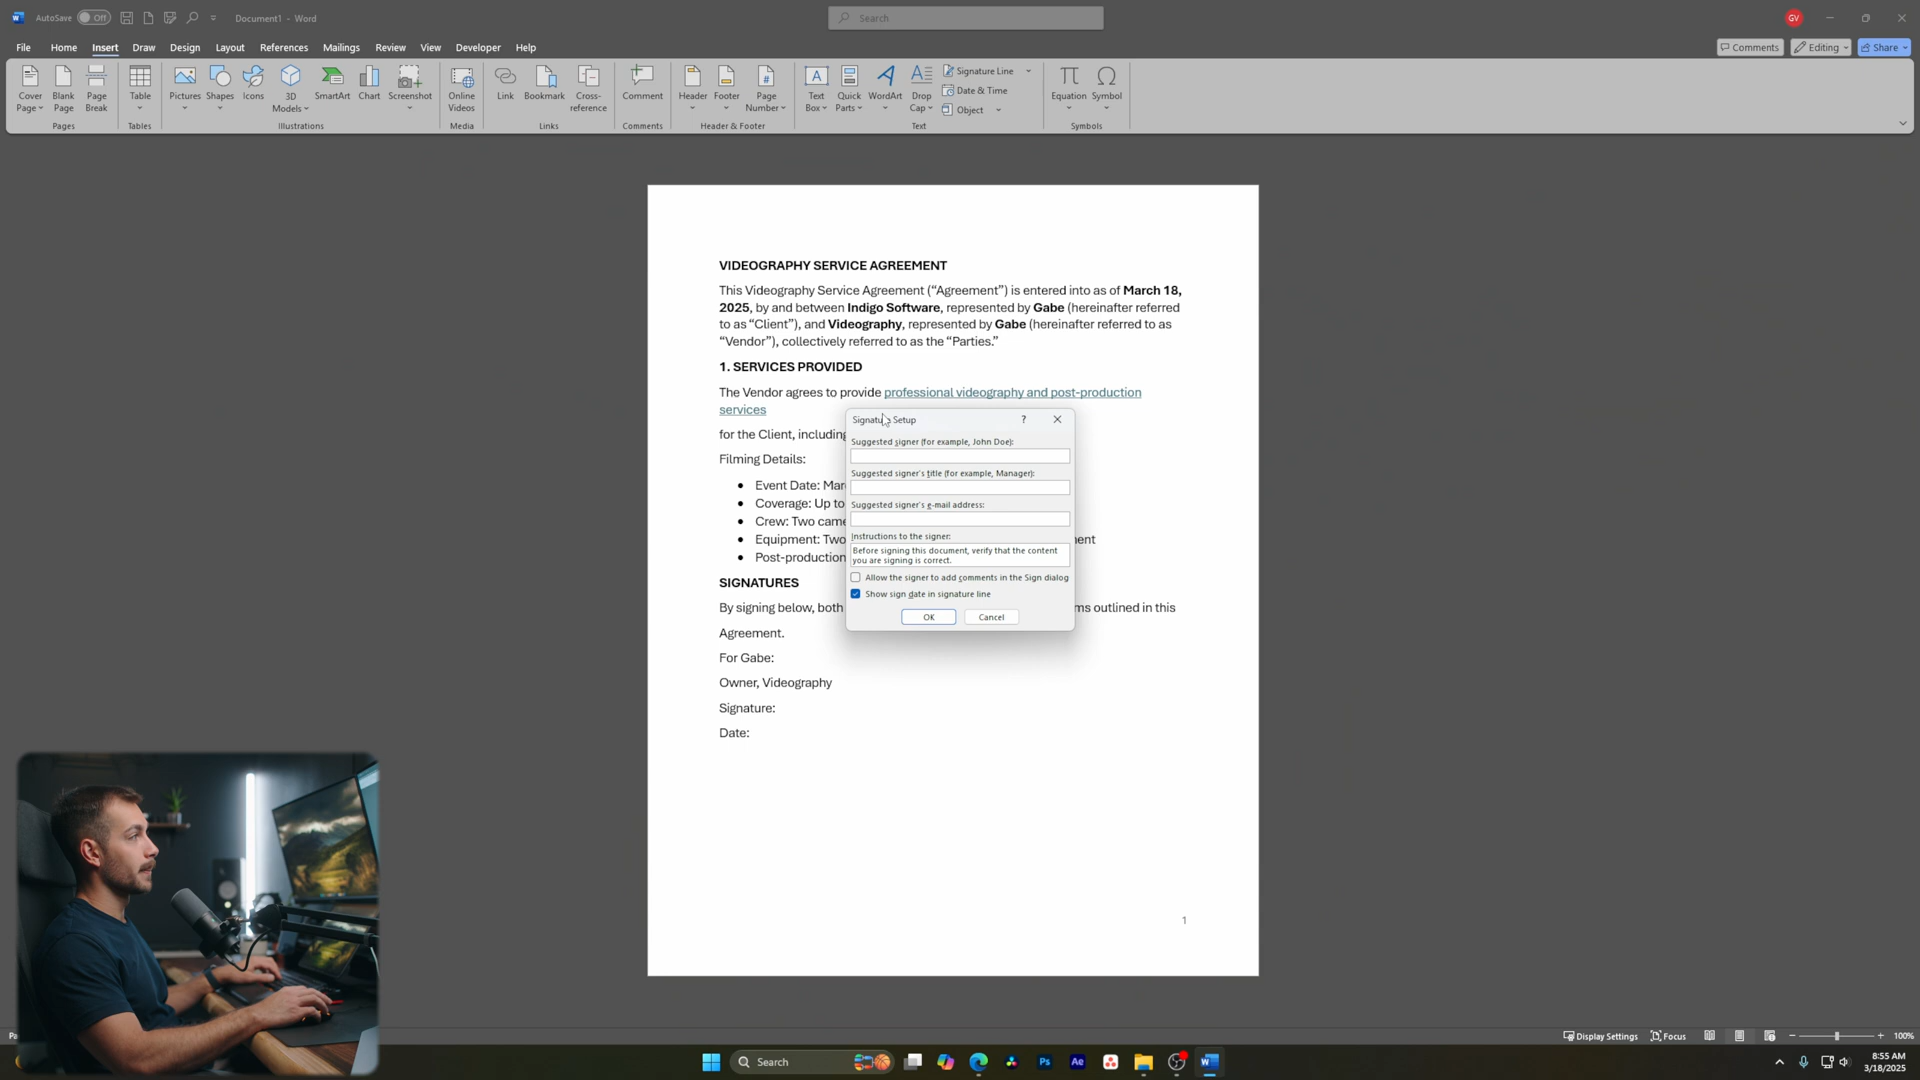 AutoSave Off Document1 - Word Search GV
File Home Insert Draw Design Layout References Mailings Review View Developer Help Comments Editing Share
Cover Page Blank Page Page Break Table Pictures Shapes Icons 3D Models SmartArt Chart Screenshot Online Videos Link Bookmark Cross-reference Comment Header Footer Page Number Text Box Quick Parts WordArt Drop Cap Signature Line Date & Time Object Equation Symbol
Pages Tables Illustrations Media Links Comments Header & Footer Text Symbols
VIDEOGRAPHY SERVICE AGREEMENT
This Videography Service Agreement (“Agreement”) is entered into as of March 18,
2025, by and between Indigo Software, represented by Gabe (hereinafter referred
to as “Client”), and Videography, represented by Gabe (hereinafter referred to as
“Vendor”), collectively referred to as the “Parties.”
1. SERVICES PROVIDED
The Vendor agrees to provide professional videography and post-production
services
for the Client, including
Filming Details:
• Event Date: Mar
• Coverage: Up to
• Crew: Two came
• Equipment: Two ent
• Post-production
SIGNATURES
By signing below, both ms outlined in this
Agreement.
For Gabe:
Owner, Videography
Signature:
Date:
1
Signature Setup ?
Suggested signer (for example, John Doe):
Suggested signer's title (for example, Manager):
Suggested signer's e-mail address:
Instructions to the signer:
Before signing this document, verify that the content
you are signing is correct.
Allow the signer to add comments in the Sign dialog
Show sign date in signature line
OK Cancel
Pa Display Settings Focus 100%
Search Ps Ae 8:55 AM
3/18/2025